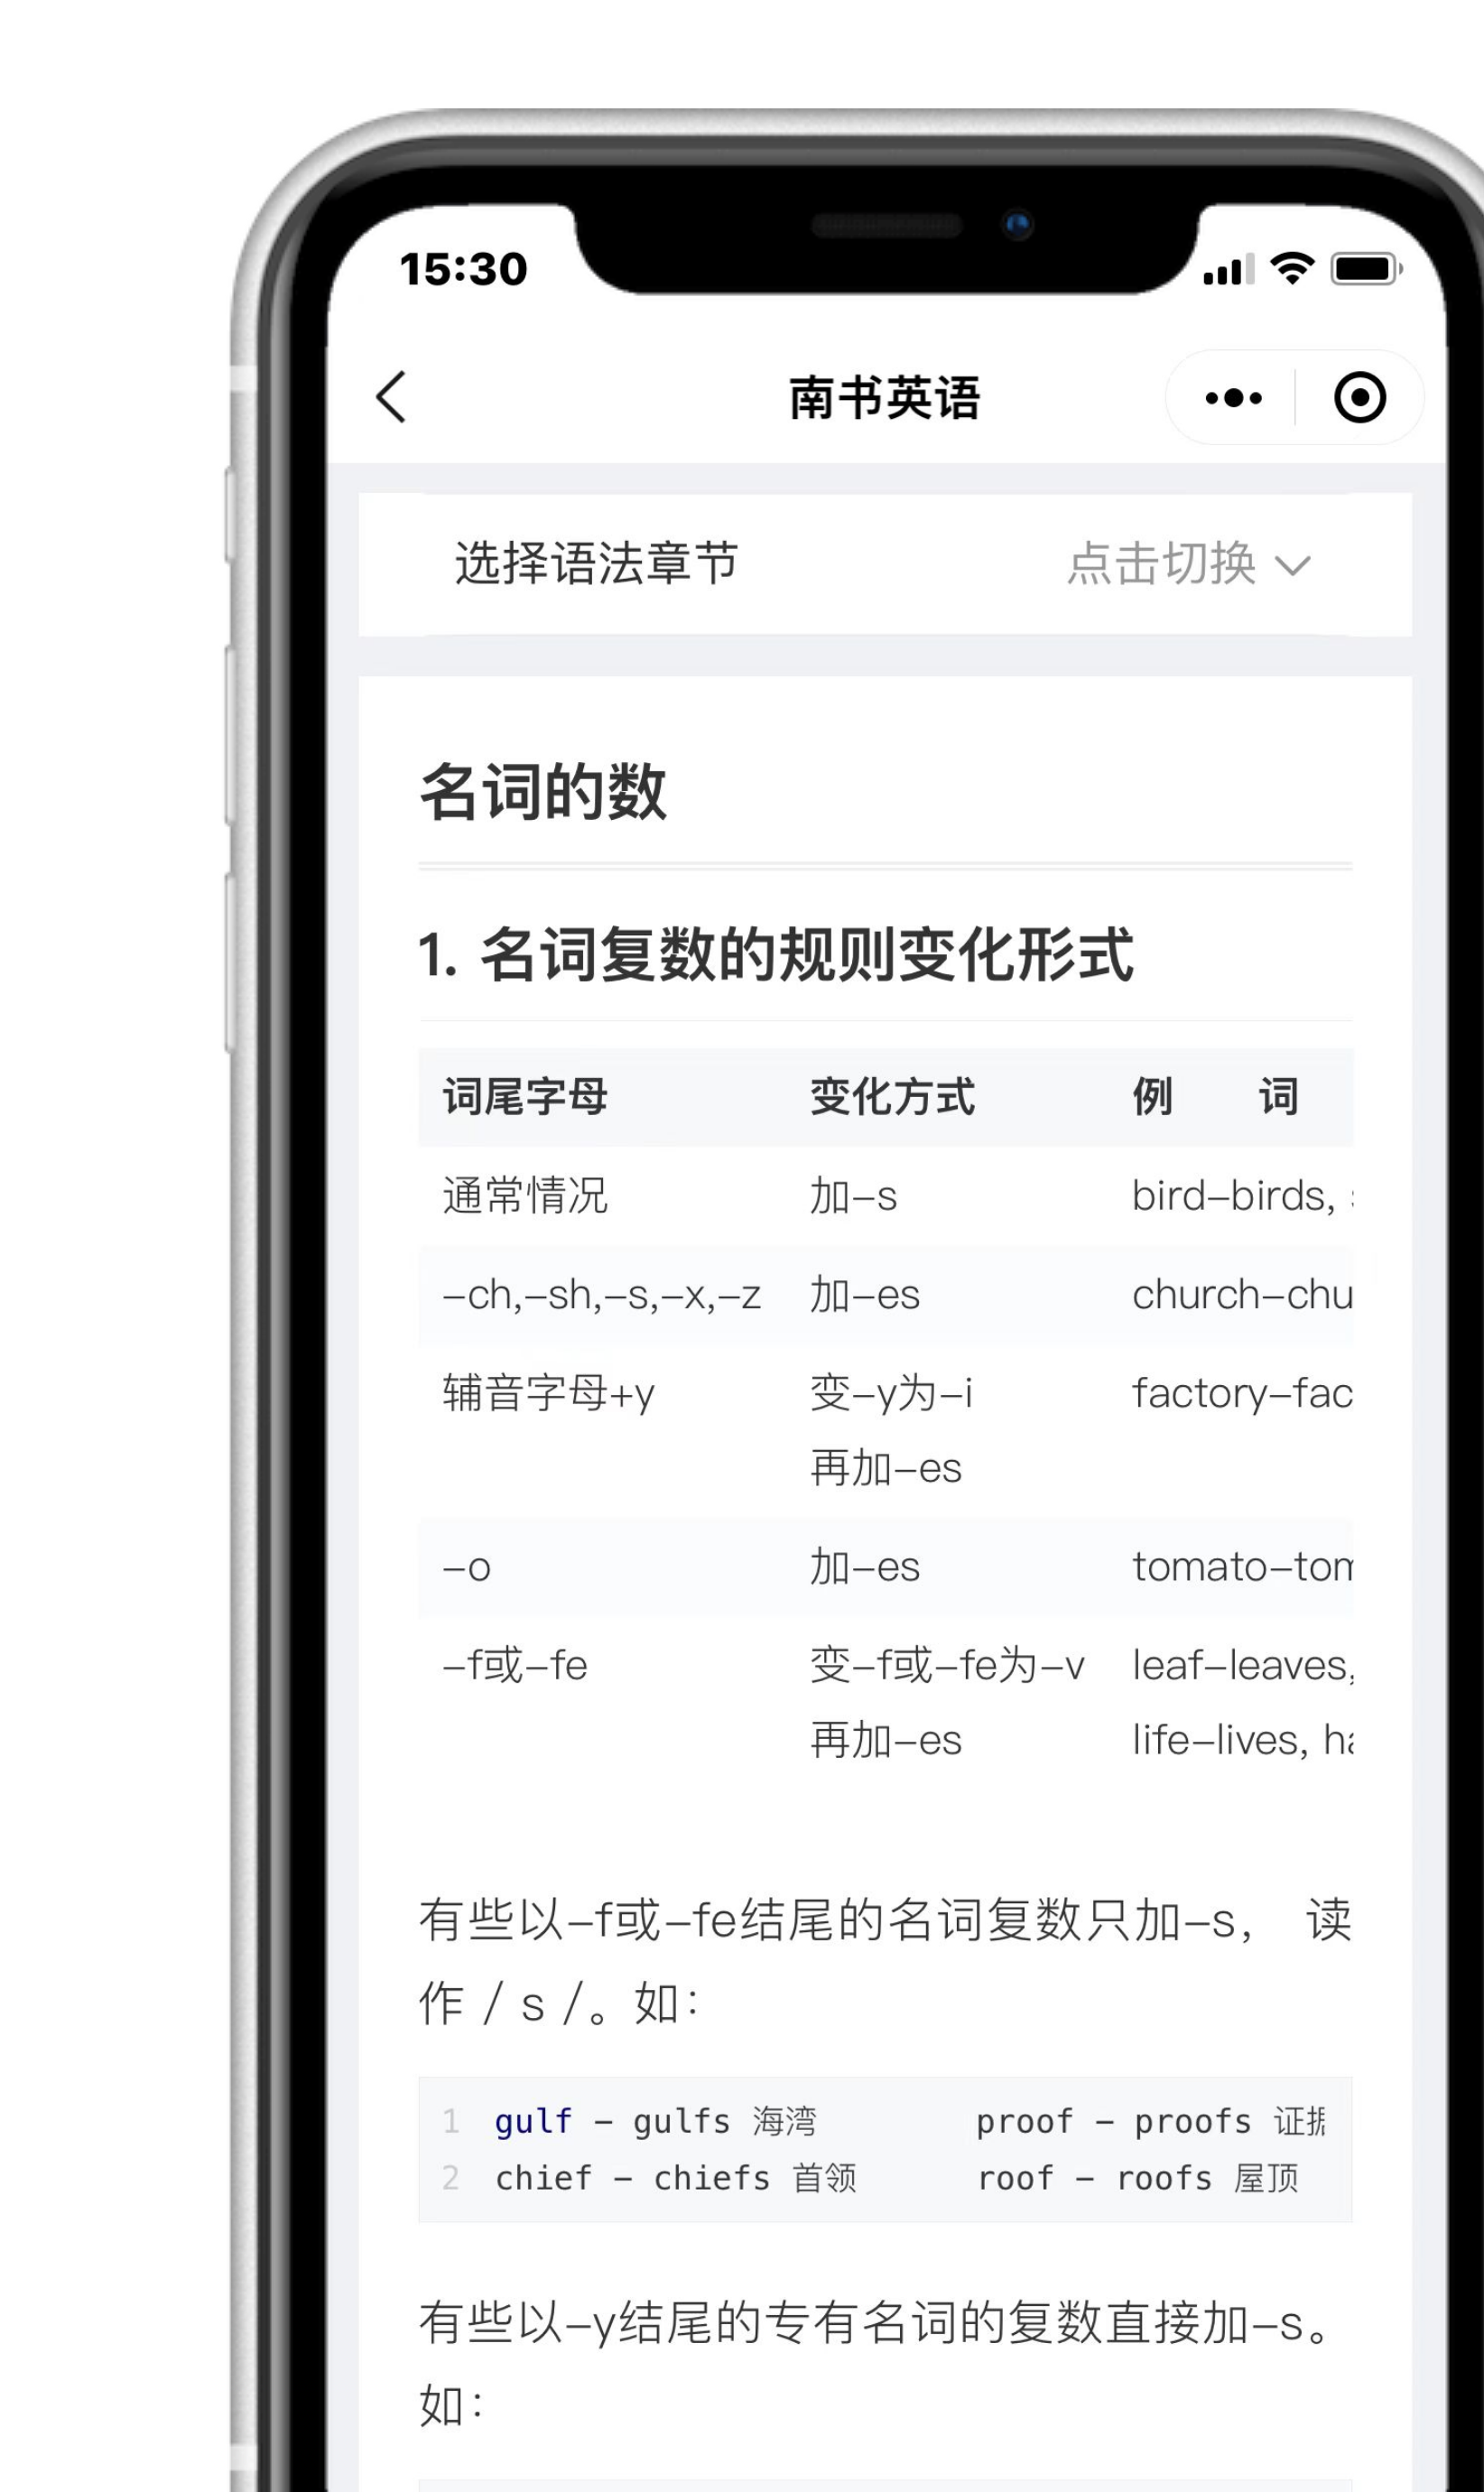 15:30
南书英语
选择语法章节 点击切换
名词的数
1. 名词复数的规则变化形式
词尾字母 变化方式 例 词
通常情况 加-s bird-birds,
-ch,-sh,-s,-x,-z 加-es church-chu
辅音字母+y 变-y为-i factory-fac
再加-es
-o 加-es tomato-tom
-f或-fe 变-f或-fe为-v leaf-leaves,
再加-es life-lives, ha
有些以-f或-fe结尾的名词复数只加-s， 读
作 / s /。如：
1 gulf - gulfs 海湾 proof - proofs 证据
2 chief - chiefs 首领 roof - roofs 屋顶
有些以-y结尾的专有名词的复数直接加-s。
如：